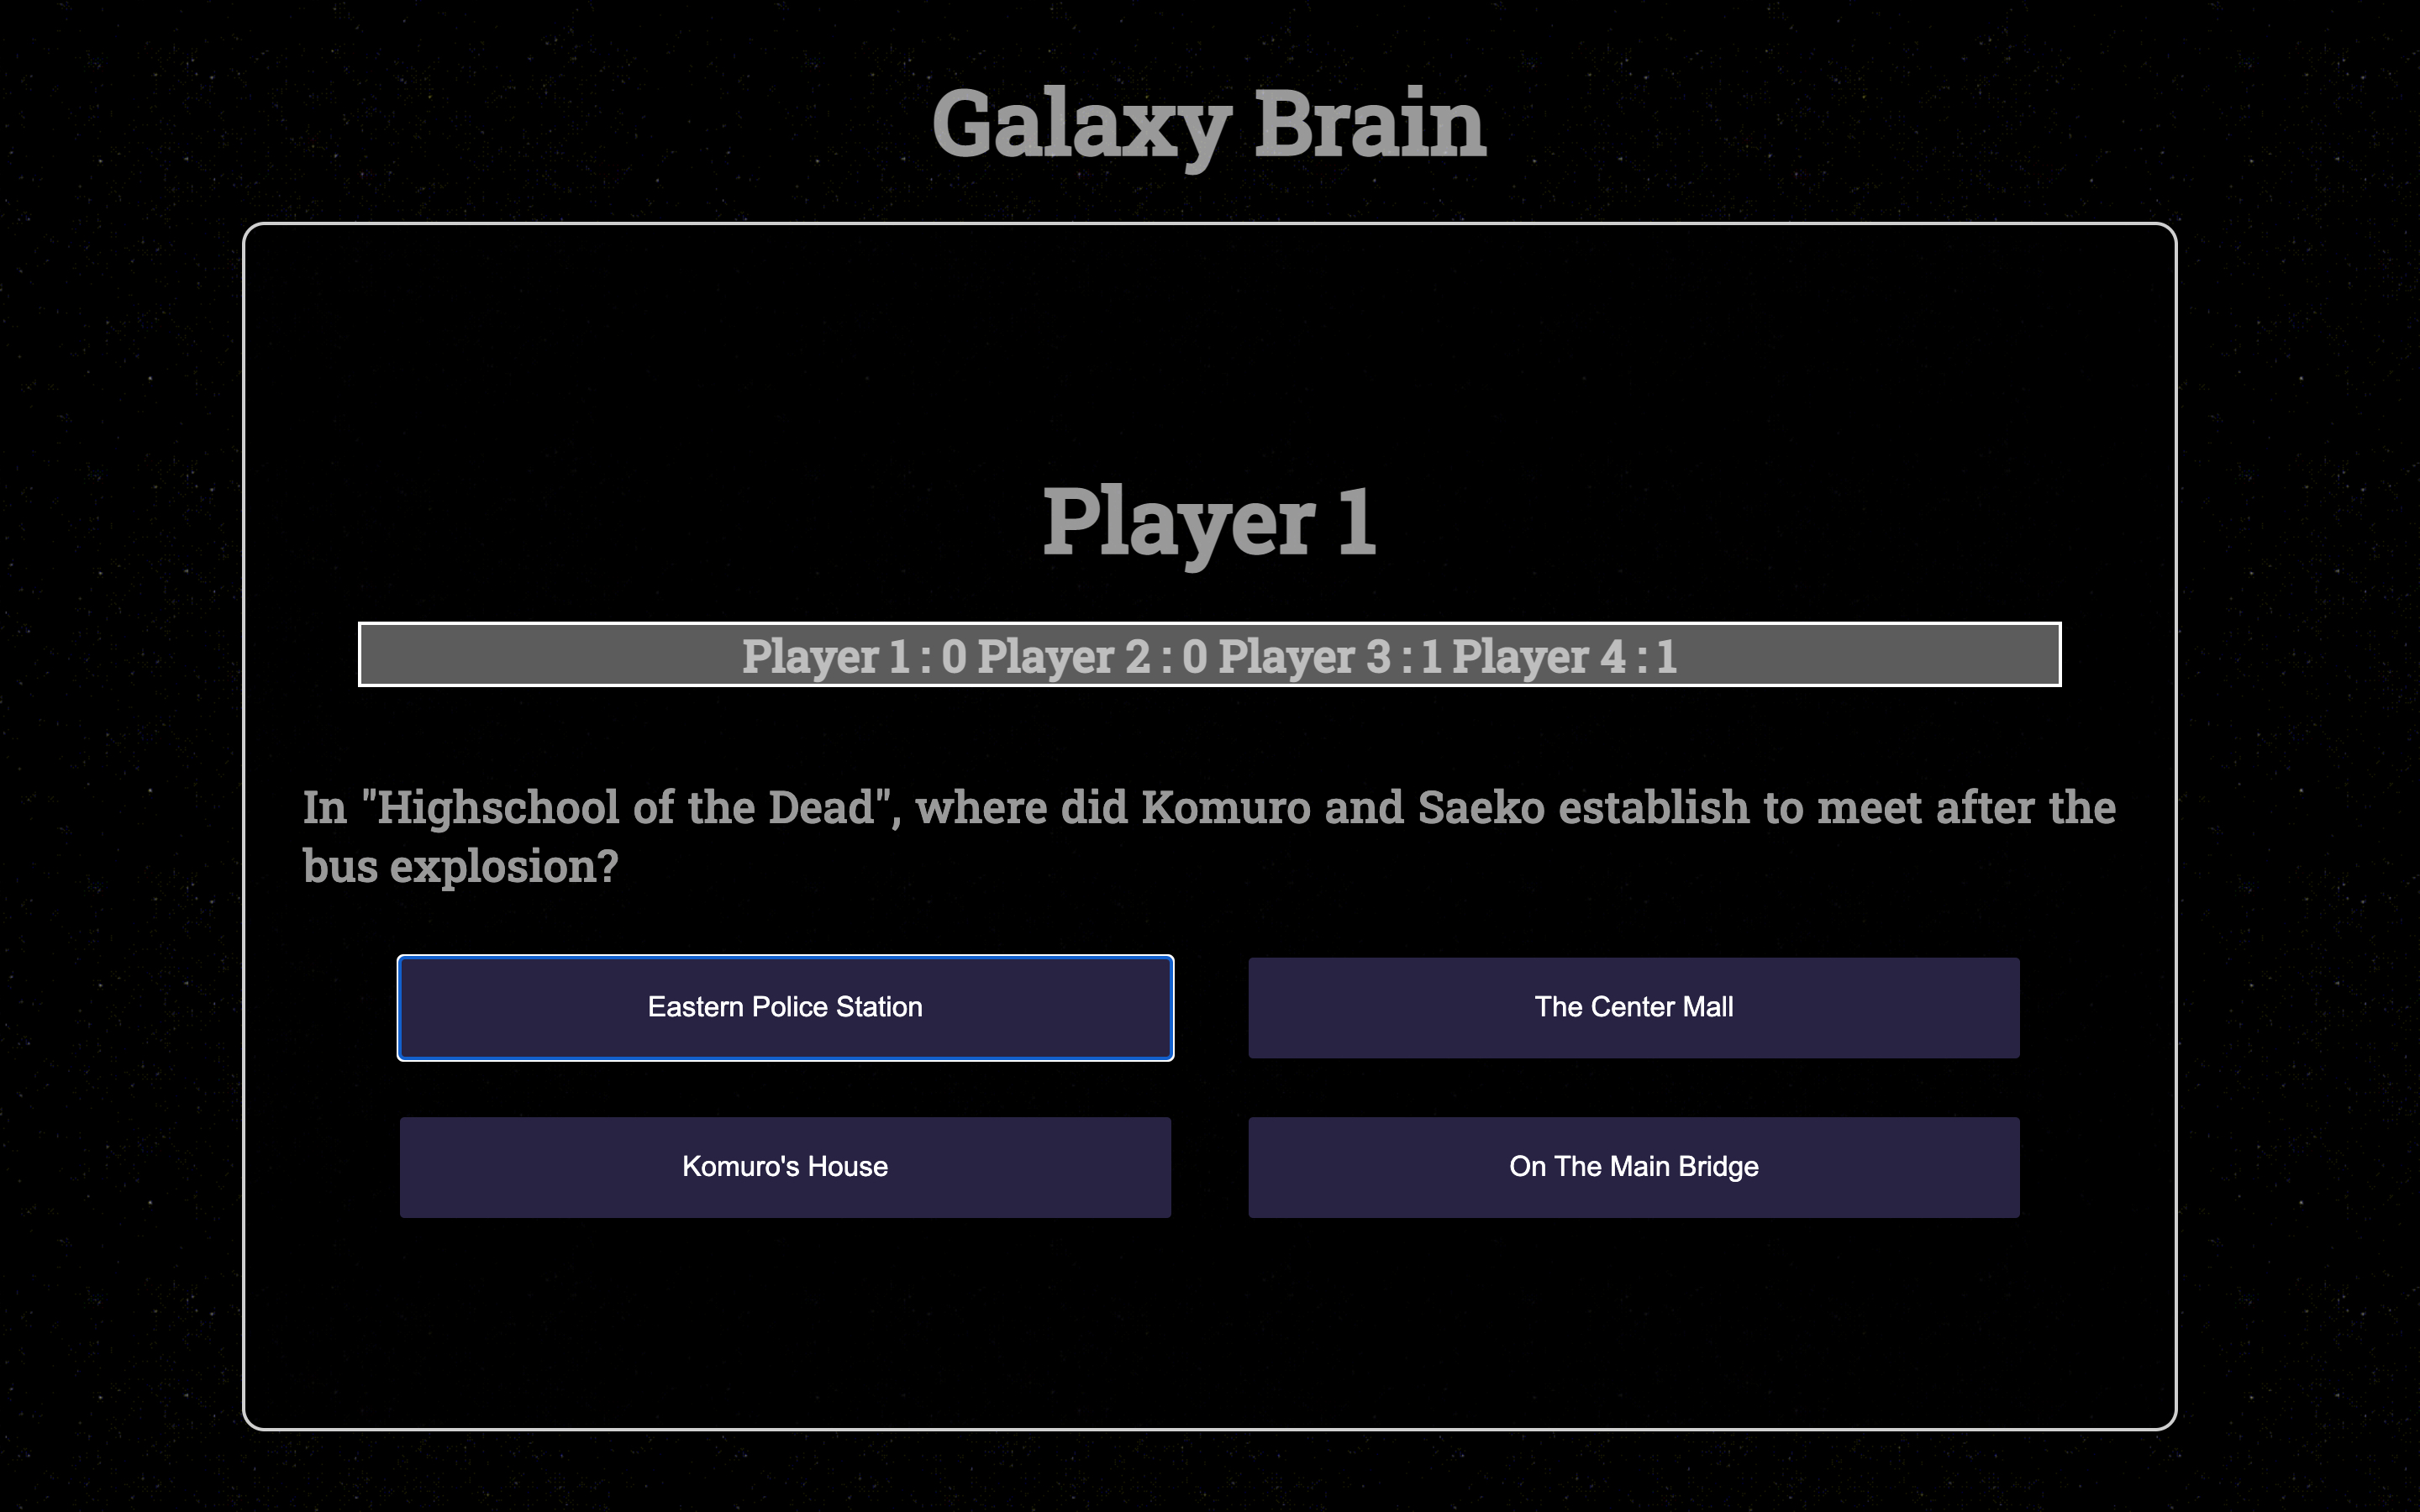 Galaxy Brain
Player 1
Player 1 : 0 Player 2 : 0 Player 3 : 1 Player 4 : 1
In "Highschool of the Dead", where did Komuro and Saeko establish to meet after the
bus explosion?
Eastern Police Station
The Center Mall
Komuro's House
On The Main Bridge